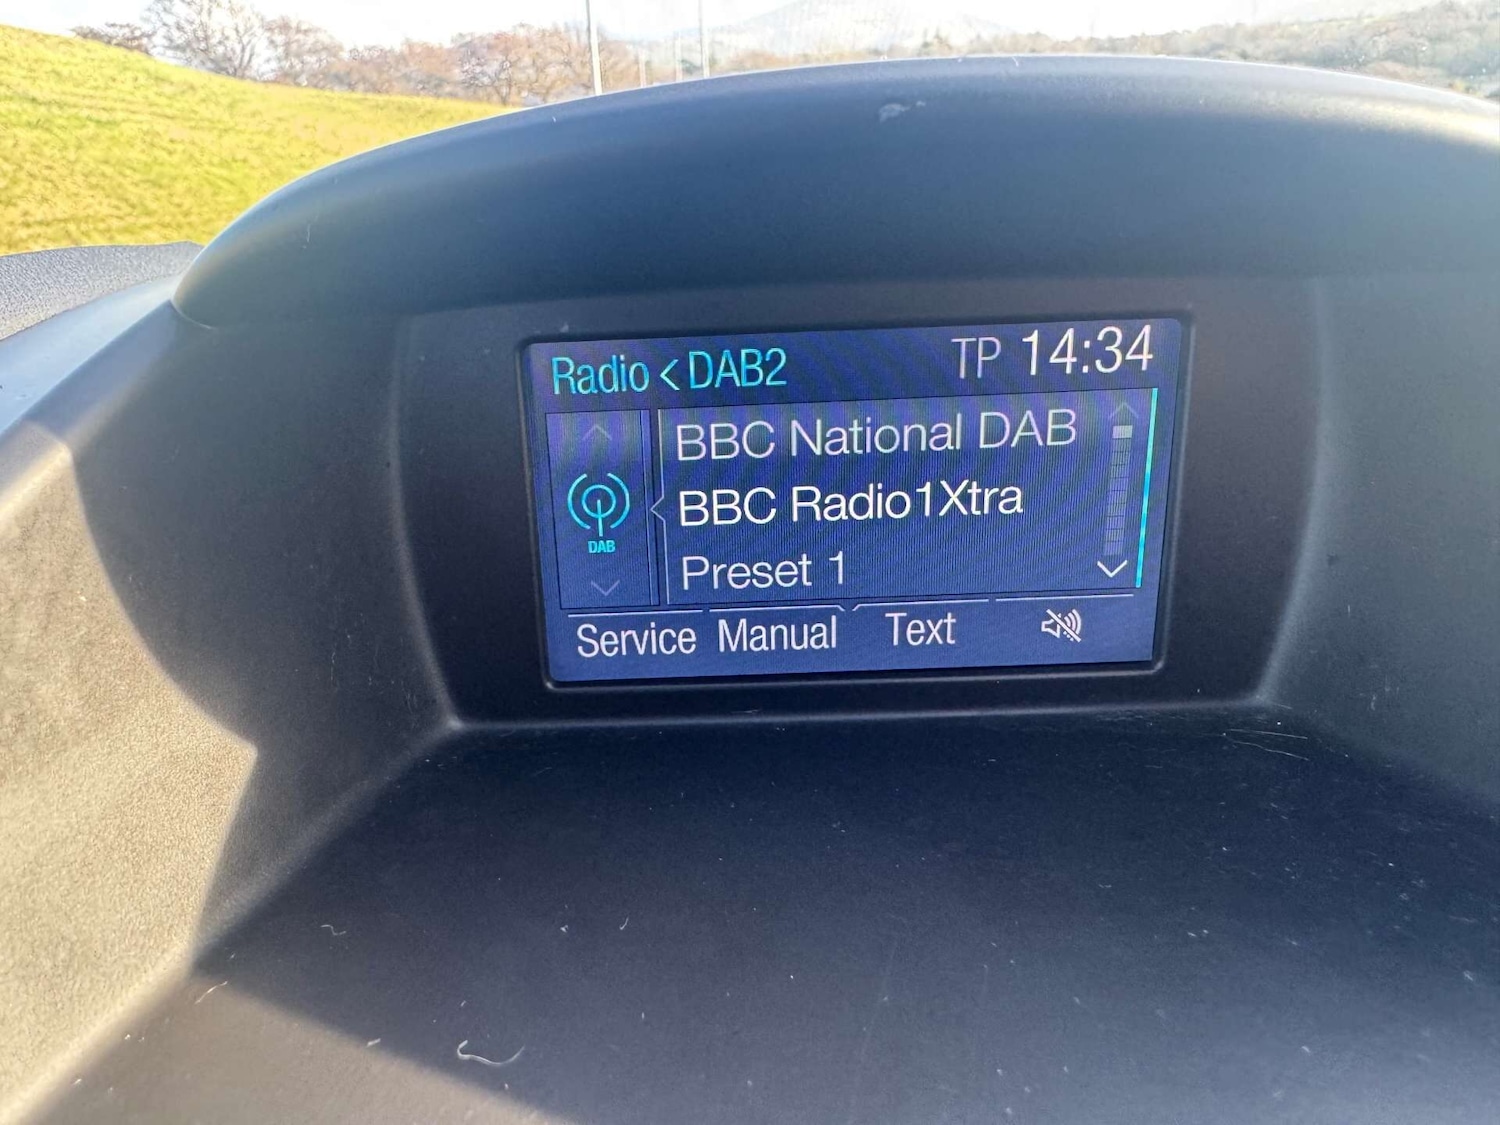 Radio < DAB2 TP 14:34
BBC National DAB
BBC Radio1Xtra
DAB
Preset 1
Service Manual Text